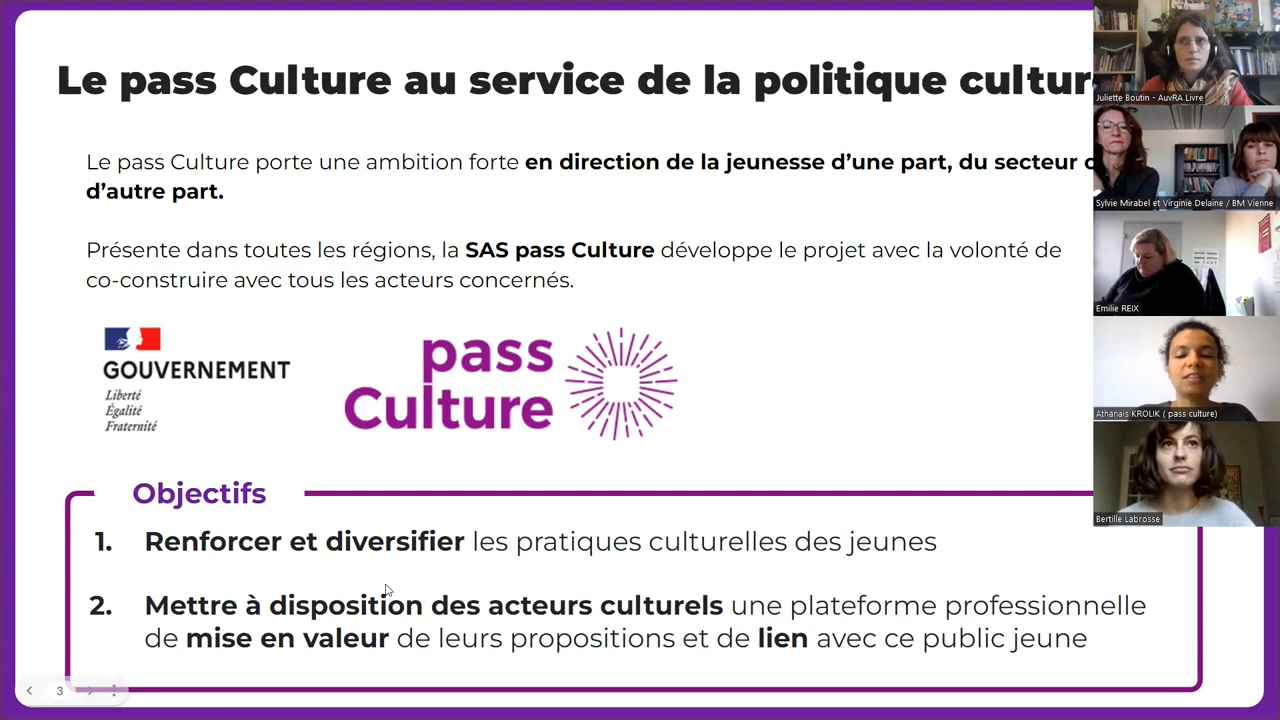 Le pass Culture au service de la politique cultur
Le pass Culture porte une ambition forte en direction de la jeunesse d’une part, du secteur
d’autre part.
Présente dans toutes les régions, la SAS pass Culture développe le projet avec la volonté de
co-construire avec tous les acteurs concernés.
GOUVERNEMENT
Liberté
Égalité
Fraternité
pass
Culture
Objectifs
1. Renforcer et diversifier les pratiques culturelles des jeunes
2. Mettre à disposition des acteurs culturels une plateforme professionnelle
de mise en valeur de leurs propositions et de lien avec ce public jeune
3
Juliette Boutin - AuvRA Livre
Sylvie Mirabel et Virginie Delaine / BM Vienne
Emilie REIX
Athanaïs KROLIK ( pass culture)
Bertille Labrosse